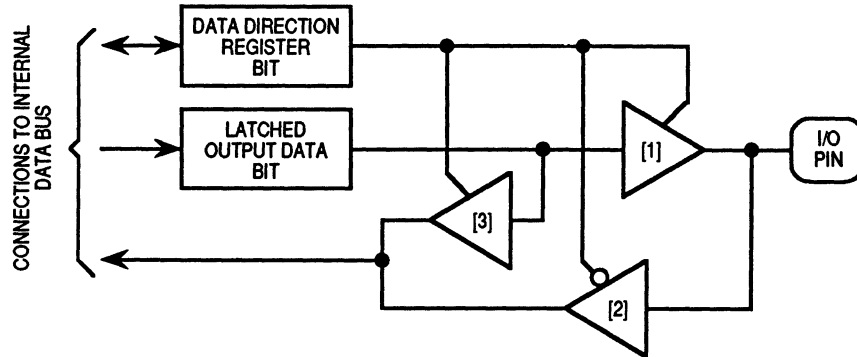 CONNECTIONS TO INTERNAL
DATA BUS
DATA DIRECTION
REGISTER
BIT
LATCHED
OUTPUT DATA
BIT
[1]
I/O
PIN
[3]
[2]